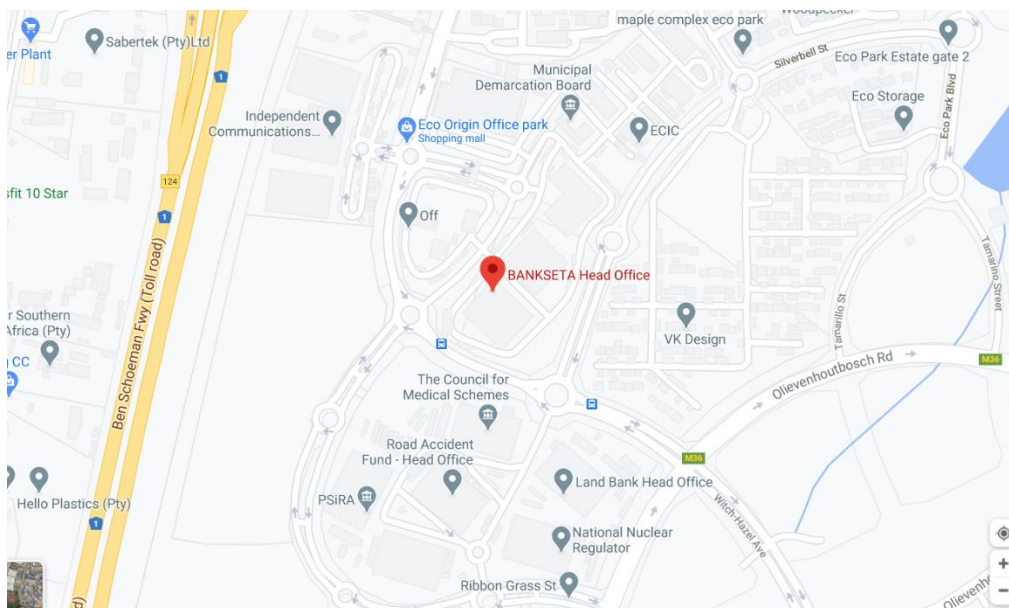 Woodpecker
maple complex eco park
Sabertek (Pty)Ltd
er Plant
Silverbell St
Eco Park Estate gate 2
Municipal
Demarcation Board
1
Eco Storage
Independent
Communications...
Eco Origin Office park
Shopping mall
ECIC
Eco Park Blvd
124
sfit 10 Star
1
Off
Tamarino Street
BANKSETA Head Office
Ben Schoeman Fwy (Toll road)
r Southern
Africa (Pty)
VK Design
Tamarillo St
g CC
Olievenhoutbosch Rd
M36
The Council for
Medical Schemes
Road Accident
Fund - Head Office
M36
Land Bank Head Office
PSiRA
Hello Plastics (Pty)
Witch-Hazel Ave
1
National Nuclear
Regulator
Ribbon Grass St
d)
Olievenh
+
−